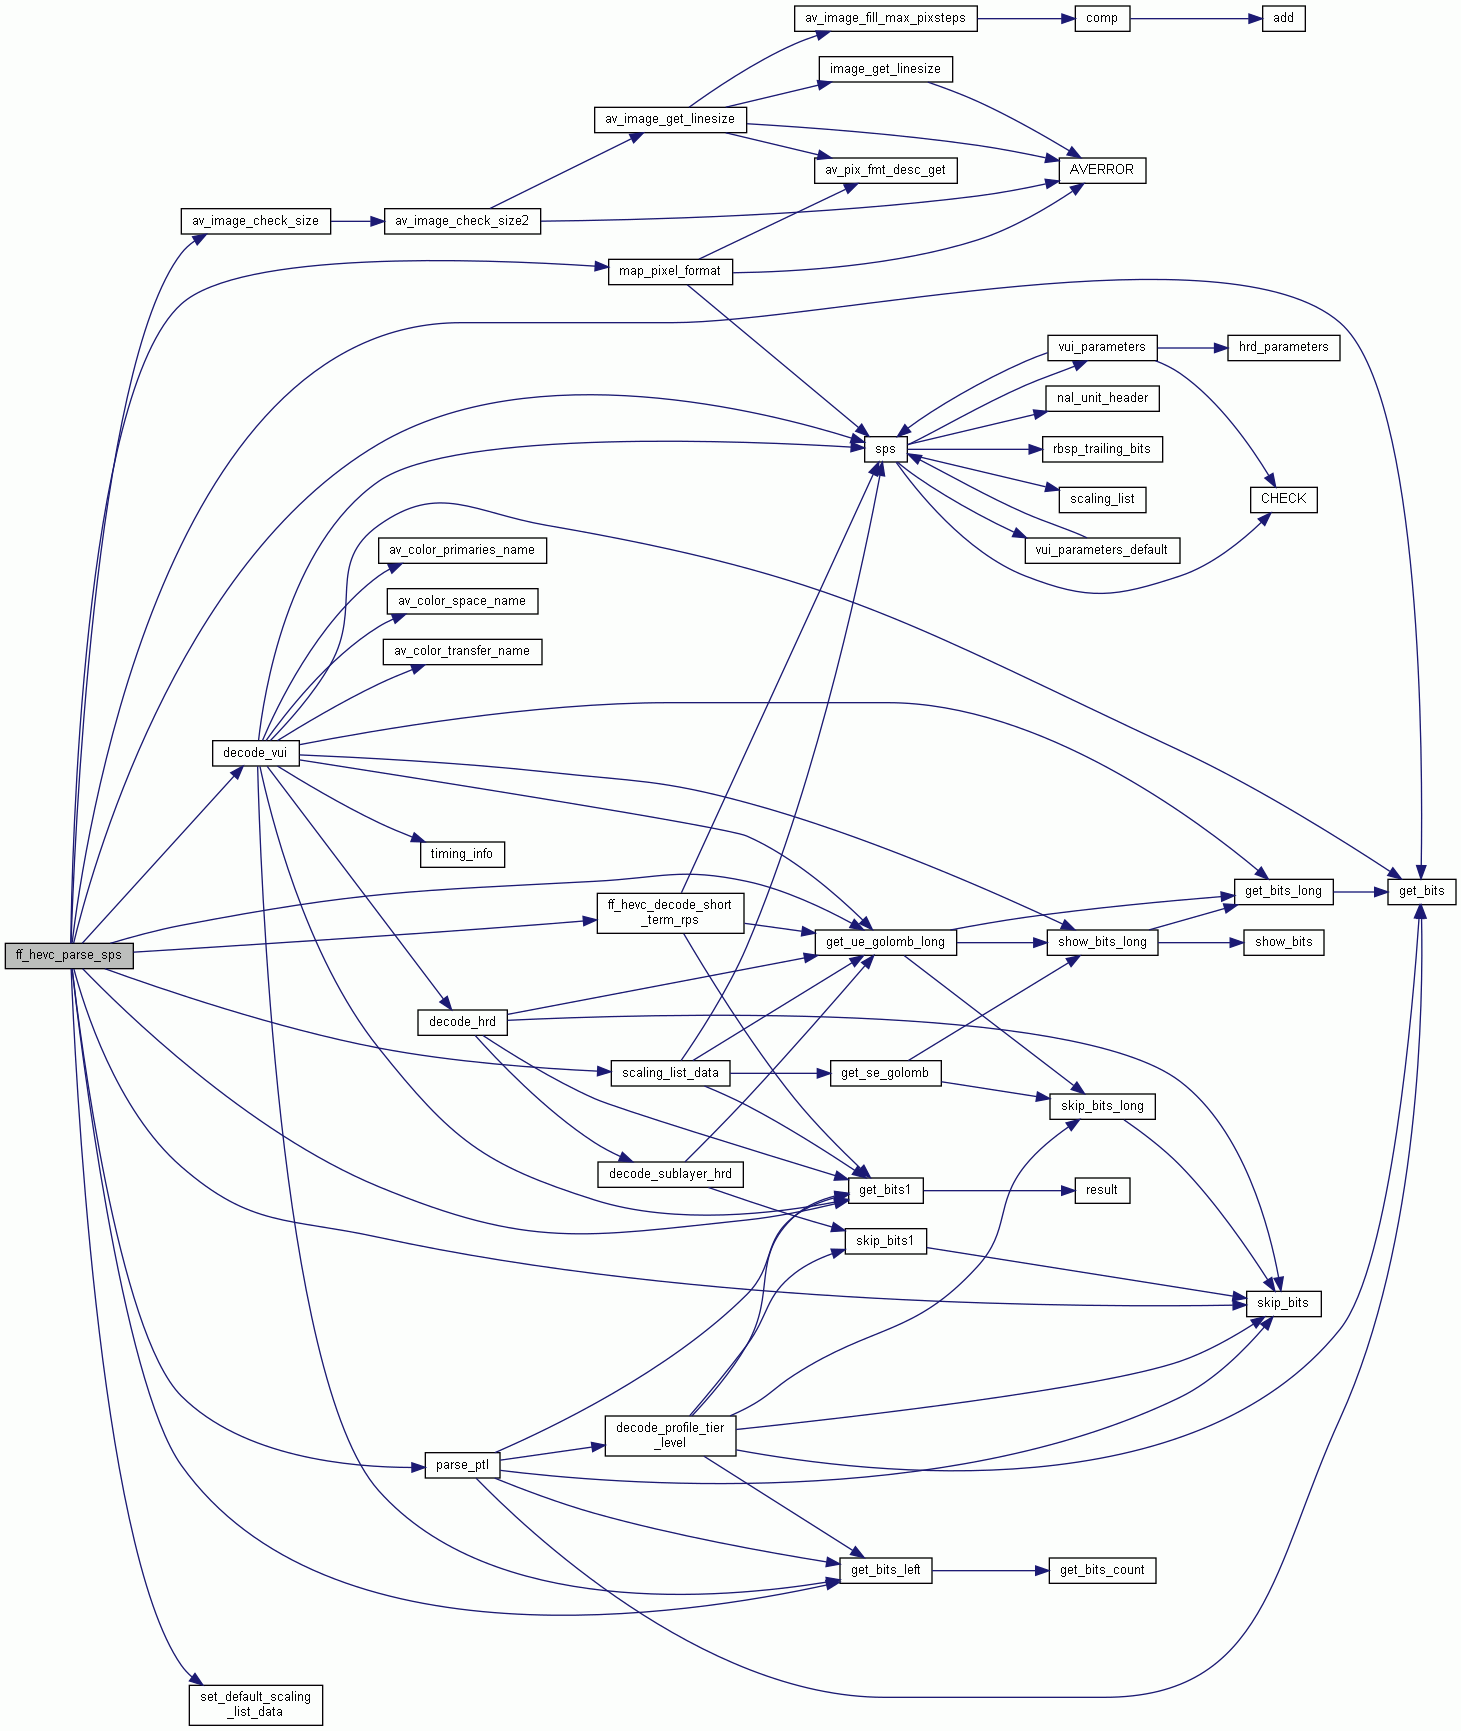 av_image_fill_max_pixsteps
comp
add
image_get_linesize
av_image_get_linesize
av_pix_fmt_desc_get
AVERROR
av_image_check_size
av_image_check_size2
map_pixel_format
vui_parameters
hrd_parameters
nal_unit_header
sps
rbsp_trailing_bits
scaling_list
CHECK
vui_parameters_default
av_color_primaries_name
av_color_space_name
av_color_transfer_name
decode_vui
timing_info
get_bits_long
get_bits
ff_hevc_decode_short
_term_rps
ff_hevc_parse_sps
get_ue_golomb_long
show_bits_long
show_bits
decode_hrd
scaling_list_data
get_se_golomb
skip_bits_long
decode_sublayer_hrd
get_bits1
result
skip_bits1
skip_bits
decode_profile_tier
_level
parse_ptl
get_bits_left
get_bits_count
set_default_scaling
_list_data